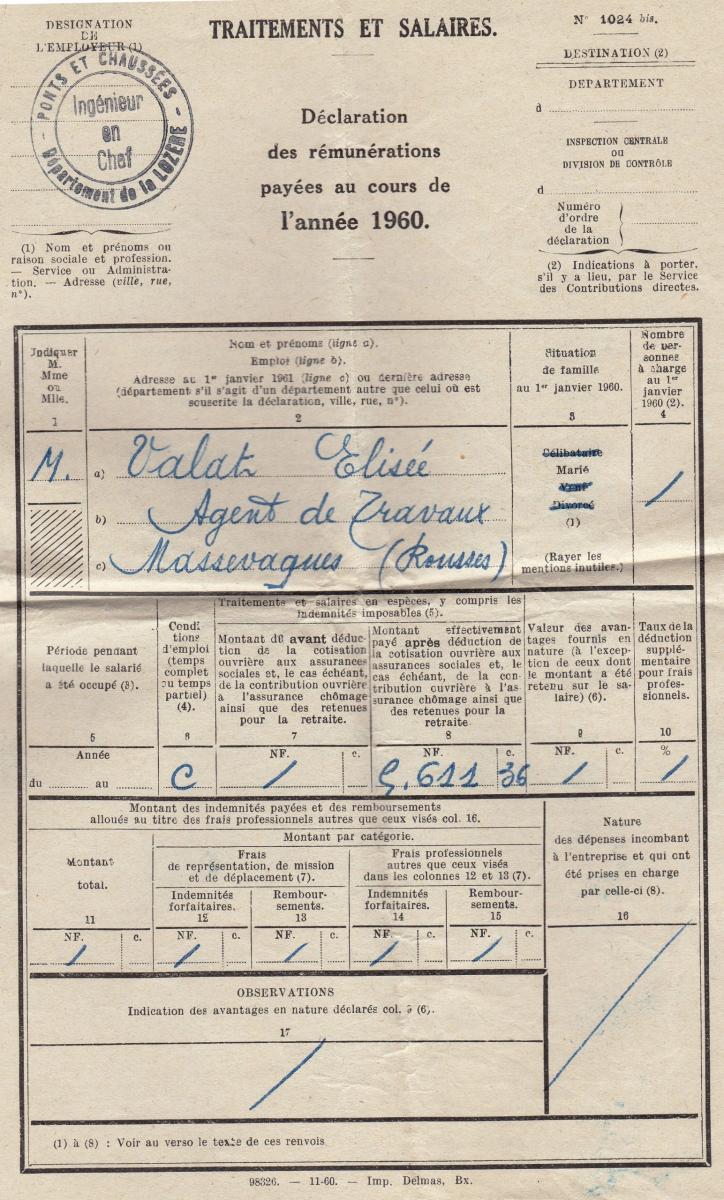 DESIGNATION
DE
L'EMPLOYEUR (1)
PONTS ET CHAUSSÉES
Ingénieur
en
Chef
Département de la LOZÈRE
(1) Nom et prénoms ou
raison sociale et profession.
— Service ou Administra-
tion. — Adresse (ville, rue,
n°).
TRAITEMENTS ET SALAIRES.
Déclaration
des rémunérations
payées au cours de
l'année 1960.
N° 1024 bis.
DESTINATION (2)
DEPARTEMENT
d
INSPECTION CENTRALE
ou
DIVISION DE CONTRÔLE
d
Numéro
d'ordre
de la
déclaration
(2) Indications à porter,
s'il y a lieu, par le Service
des Contributions directes.
Indiquer
M.
Mme
ou
Mlle.
1
Nom et prénoms (ligne a).
Emploi (ligne b).
Adresse au 1er janvier 1961 (ligne c) ou dernière adresse
(département s'il s'agit d'un département autre que celui où est
souscrite la déclaration, ville, rue, n°).
2
Situation
de famille
au 1er janvier 1960.
3
Nombre
de per-
sonnes
à charge
au 1er
janvier
1960 (2).
4
M.
a) Valat Elisée
b) Agent de Travaux
c) Massevaques (Rousses)
Célibataire
Marié
Veuf
Divorcé
(1)
(Rayer les
mentions inutiles.)
/
Période pendant
laquelle le salarié
a été occupé (3).
5
Condi
tions
d'emploi
(temps
complet
ou temps
partiel)
(4).
6
Traitements et salaires en espèces, y compris les
indemnités imposables (5).
Montant dû avant déduc-
tion de la cotisation
ouvrière aux assurances
sociales et, le cas échéant,
de la contribution ouvrière
à l'assurance chômage
ainsi que des retenues
pour la retraite.
7
Montant effectivement
payé après déduction de
la cotisation ouvrière aux
assurances sociales et, le
cas échéant, de la con-
tribution ouvrière à l'as-
surance chômage ainsi que
des retenues pour la
retraite
8
Valeur des avan-
tages fournis en
nature (à l'excep-
tion de ceux dont
le montant a été
retenu sur le sa-
laire) (6).
9
Taux de la
déduction
supplé-
mentaire
pour frais
profes-
sionnels.
10
Année
du au
C
NF. c.
/
NF. c.
5.611 36
NF. c.
/
%
/
Montant des indemnités payées et des remboursements
alloués au titre des frais professionnels autres que ceux visés col. 16.
Montant
total.
11
Montant par catégorie.
Frais
de représentation, de mission
et de déplacement (7).
Frais professionnels
autres que ceux visés
dans les colonnes 12 et 13 (7).
Indemnités
forfaitaires.
12
Rembour-
sements.
13
Indemnités
forfaitaires.
14
Rembour-
sements.
15
Nature
des dépenses incombant
à l'entreprise et qui ont
été prises en charge
par celle-ci (8).
16
NF. c. NF. c. NF. c. NF. c. NF. c.
/ / / / /
/
OBSERVATIONS
Indication des avantages en nature déclarés col. 9 (6).
17
/
(1) à (8) : Voir au verso le texte de ces renvois
98326. — 11-60. — Imp. Delmas, Bx.